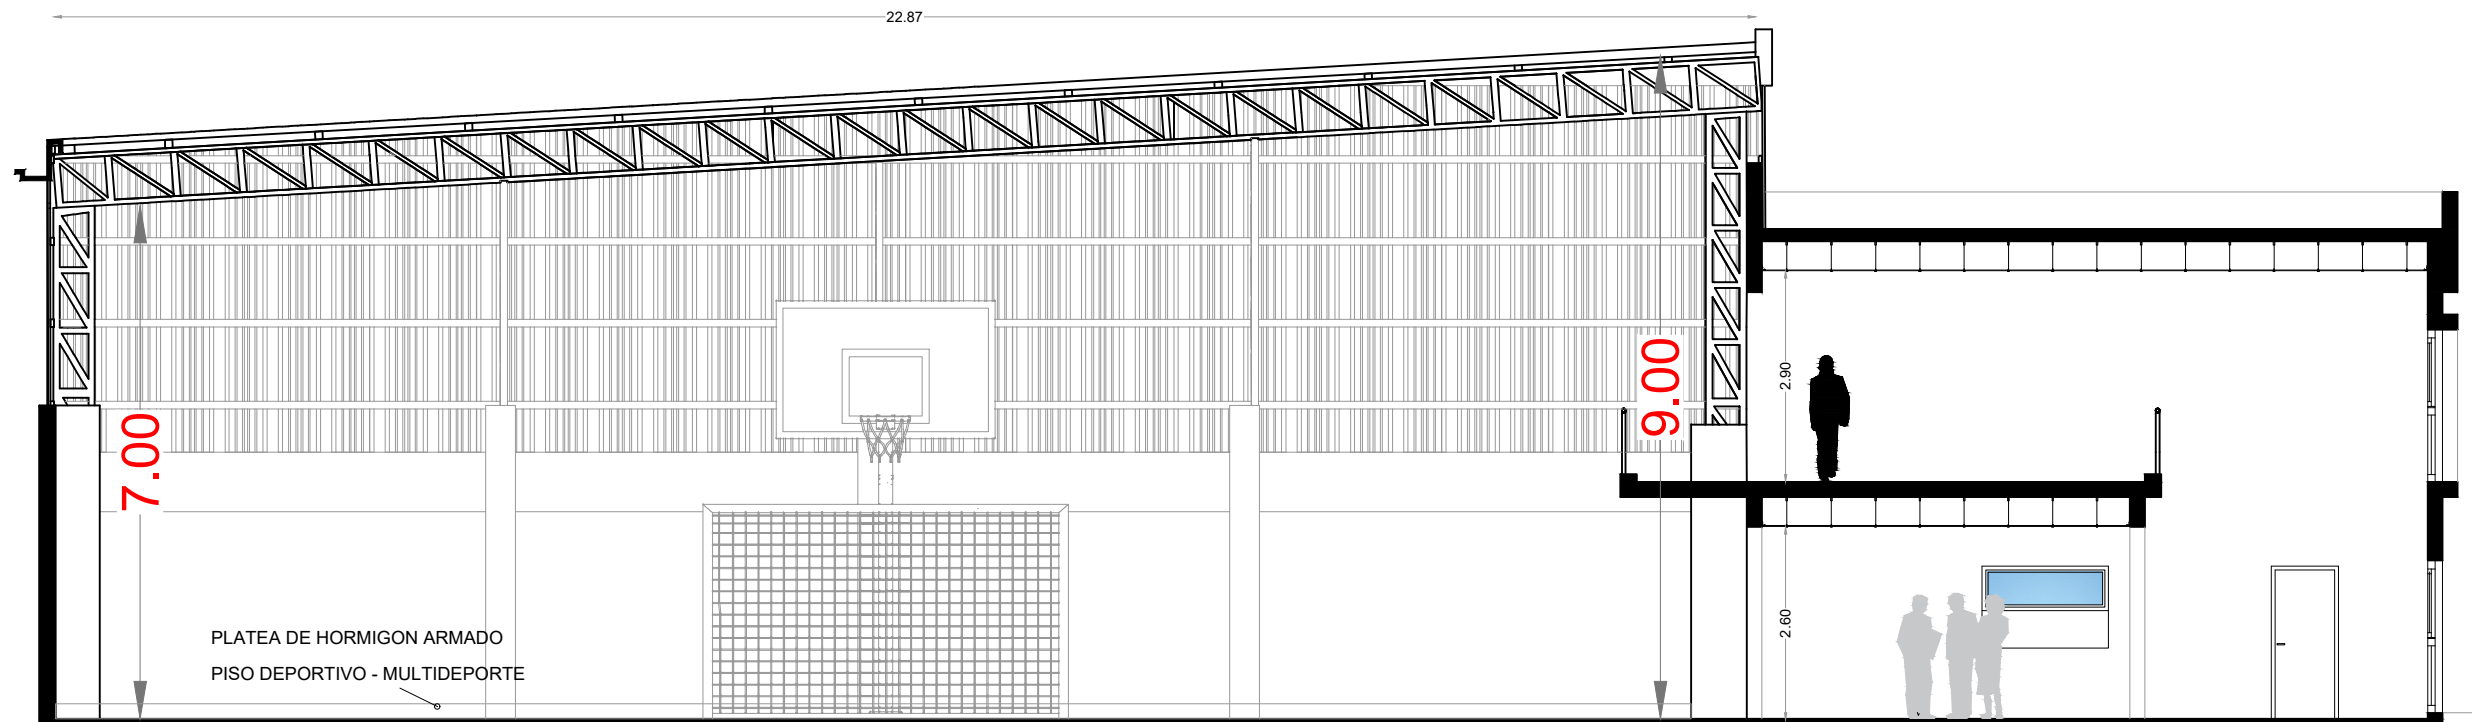 22.87
7.00
9.00
2.90
2.60
PLATEA DE HORMIGON ARMADO
PISO DEPORTIVO - MULTIDEPORTE